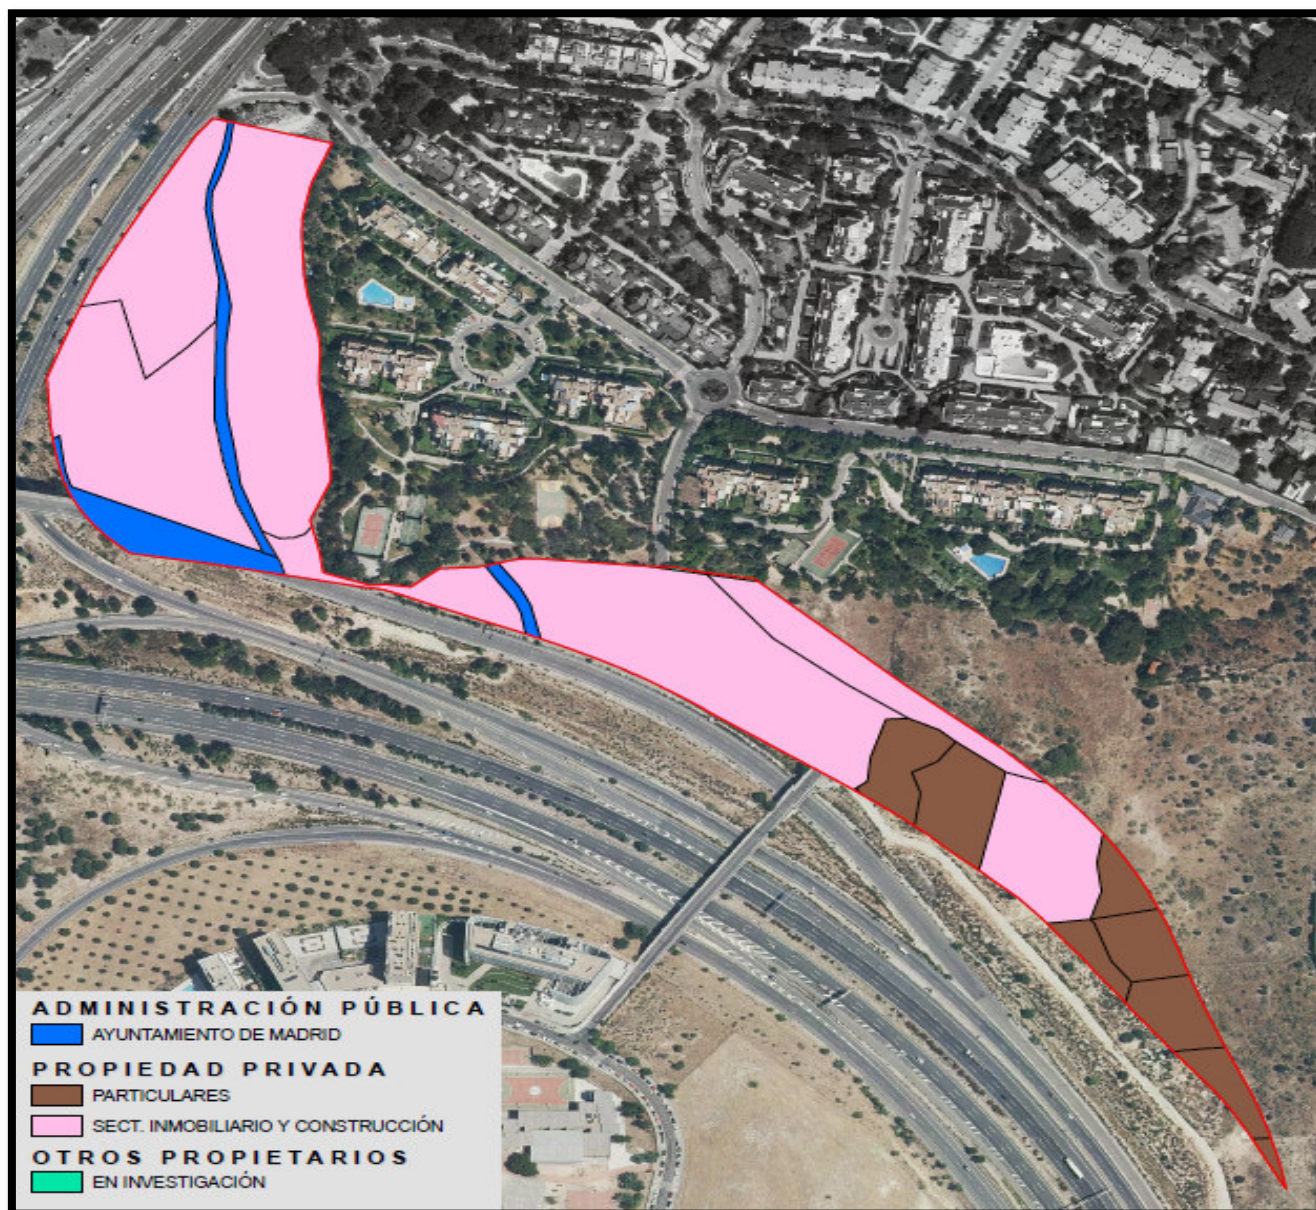 ADMINISTRACIÓN PÚBLICA
AYUNTAMIENTO DE MADRID
PROPIEDAD PRIVADA
PARTICULARES
SECT. INMOBILIARIO Y CONSTRUCCIÓN
OTROS PROPIETARIOS
EN INVESTIGACIÓN